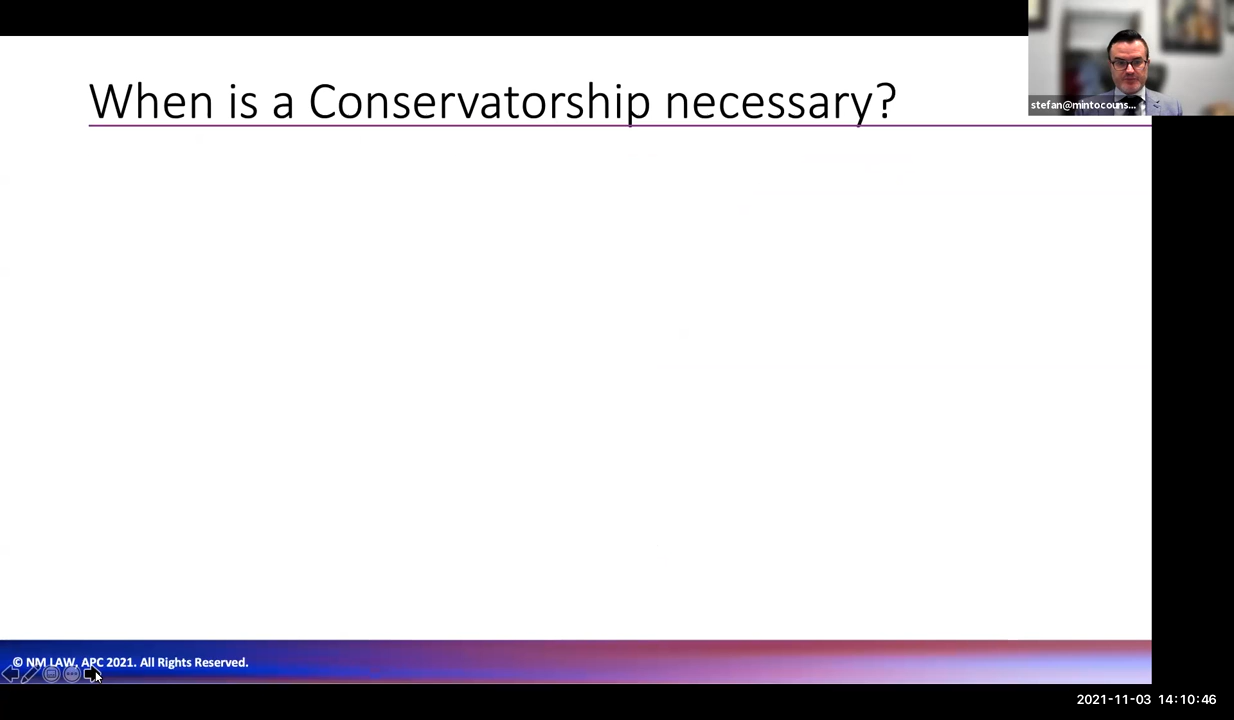 When is a Conservatorship necessary?
stefan@mintocouns...
© NM LAW, APC 2021. All Rights Reserved.
2021-11-03 14:10:46